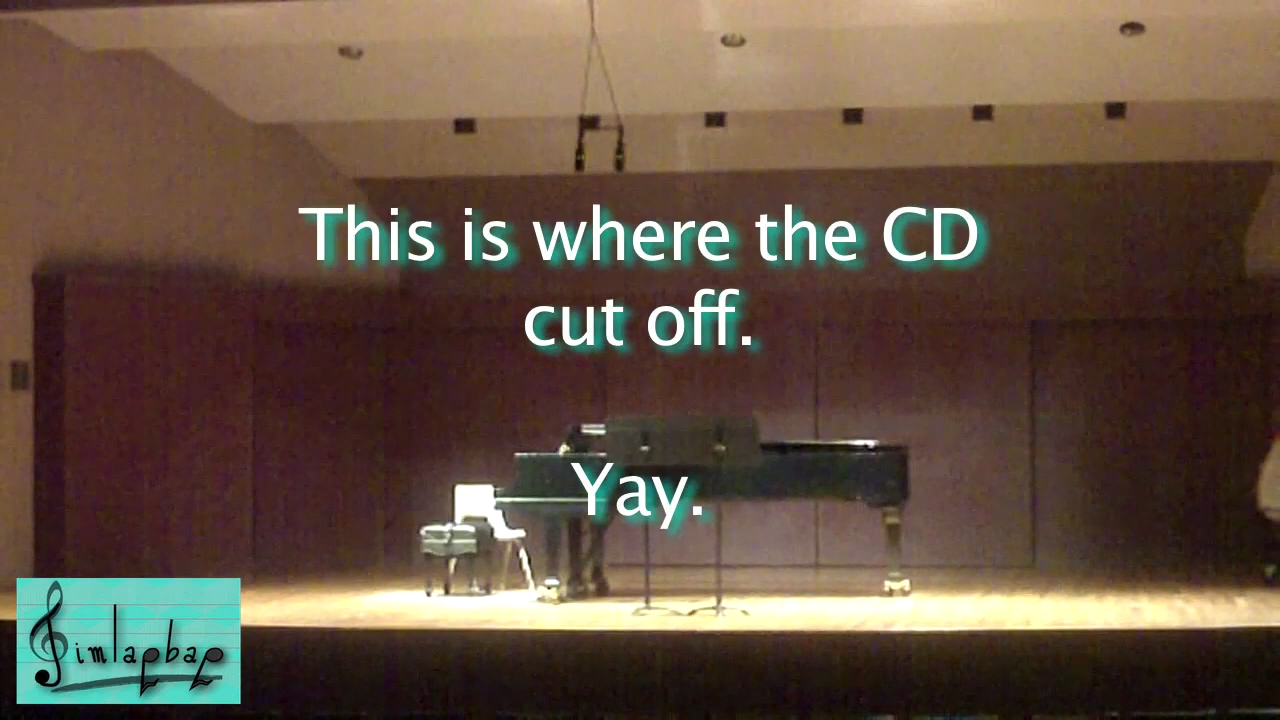 This is where the CD
cut off.
Yay.
imlapbap